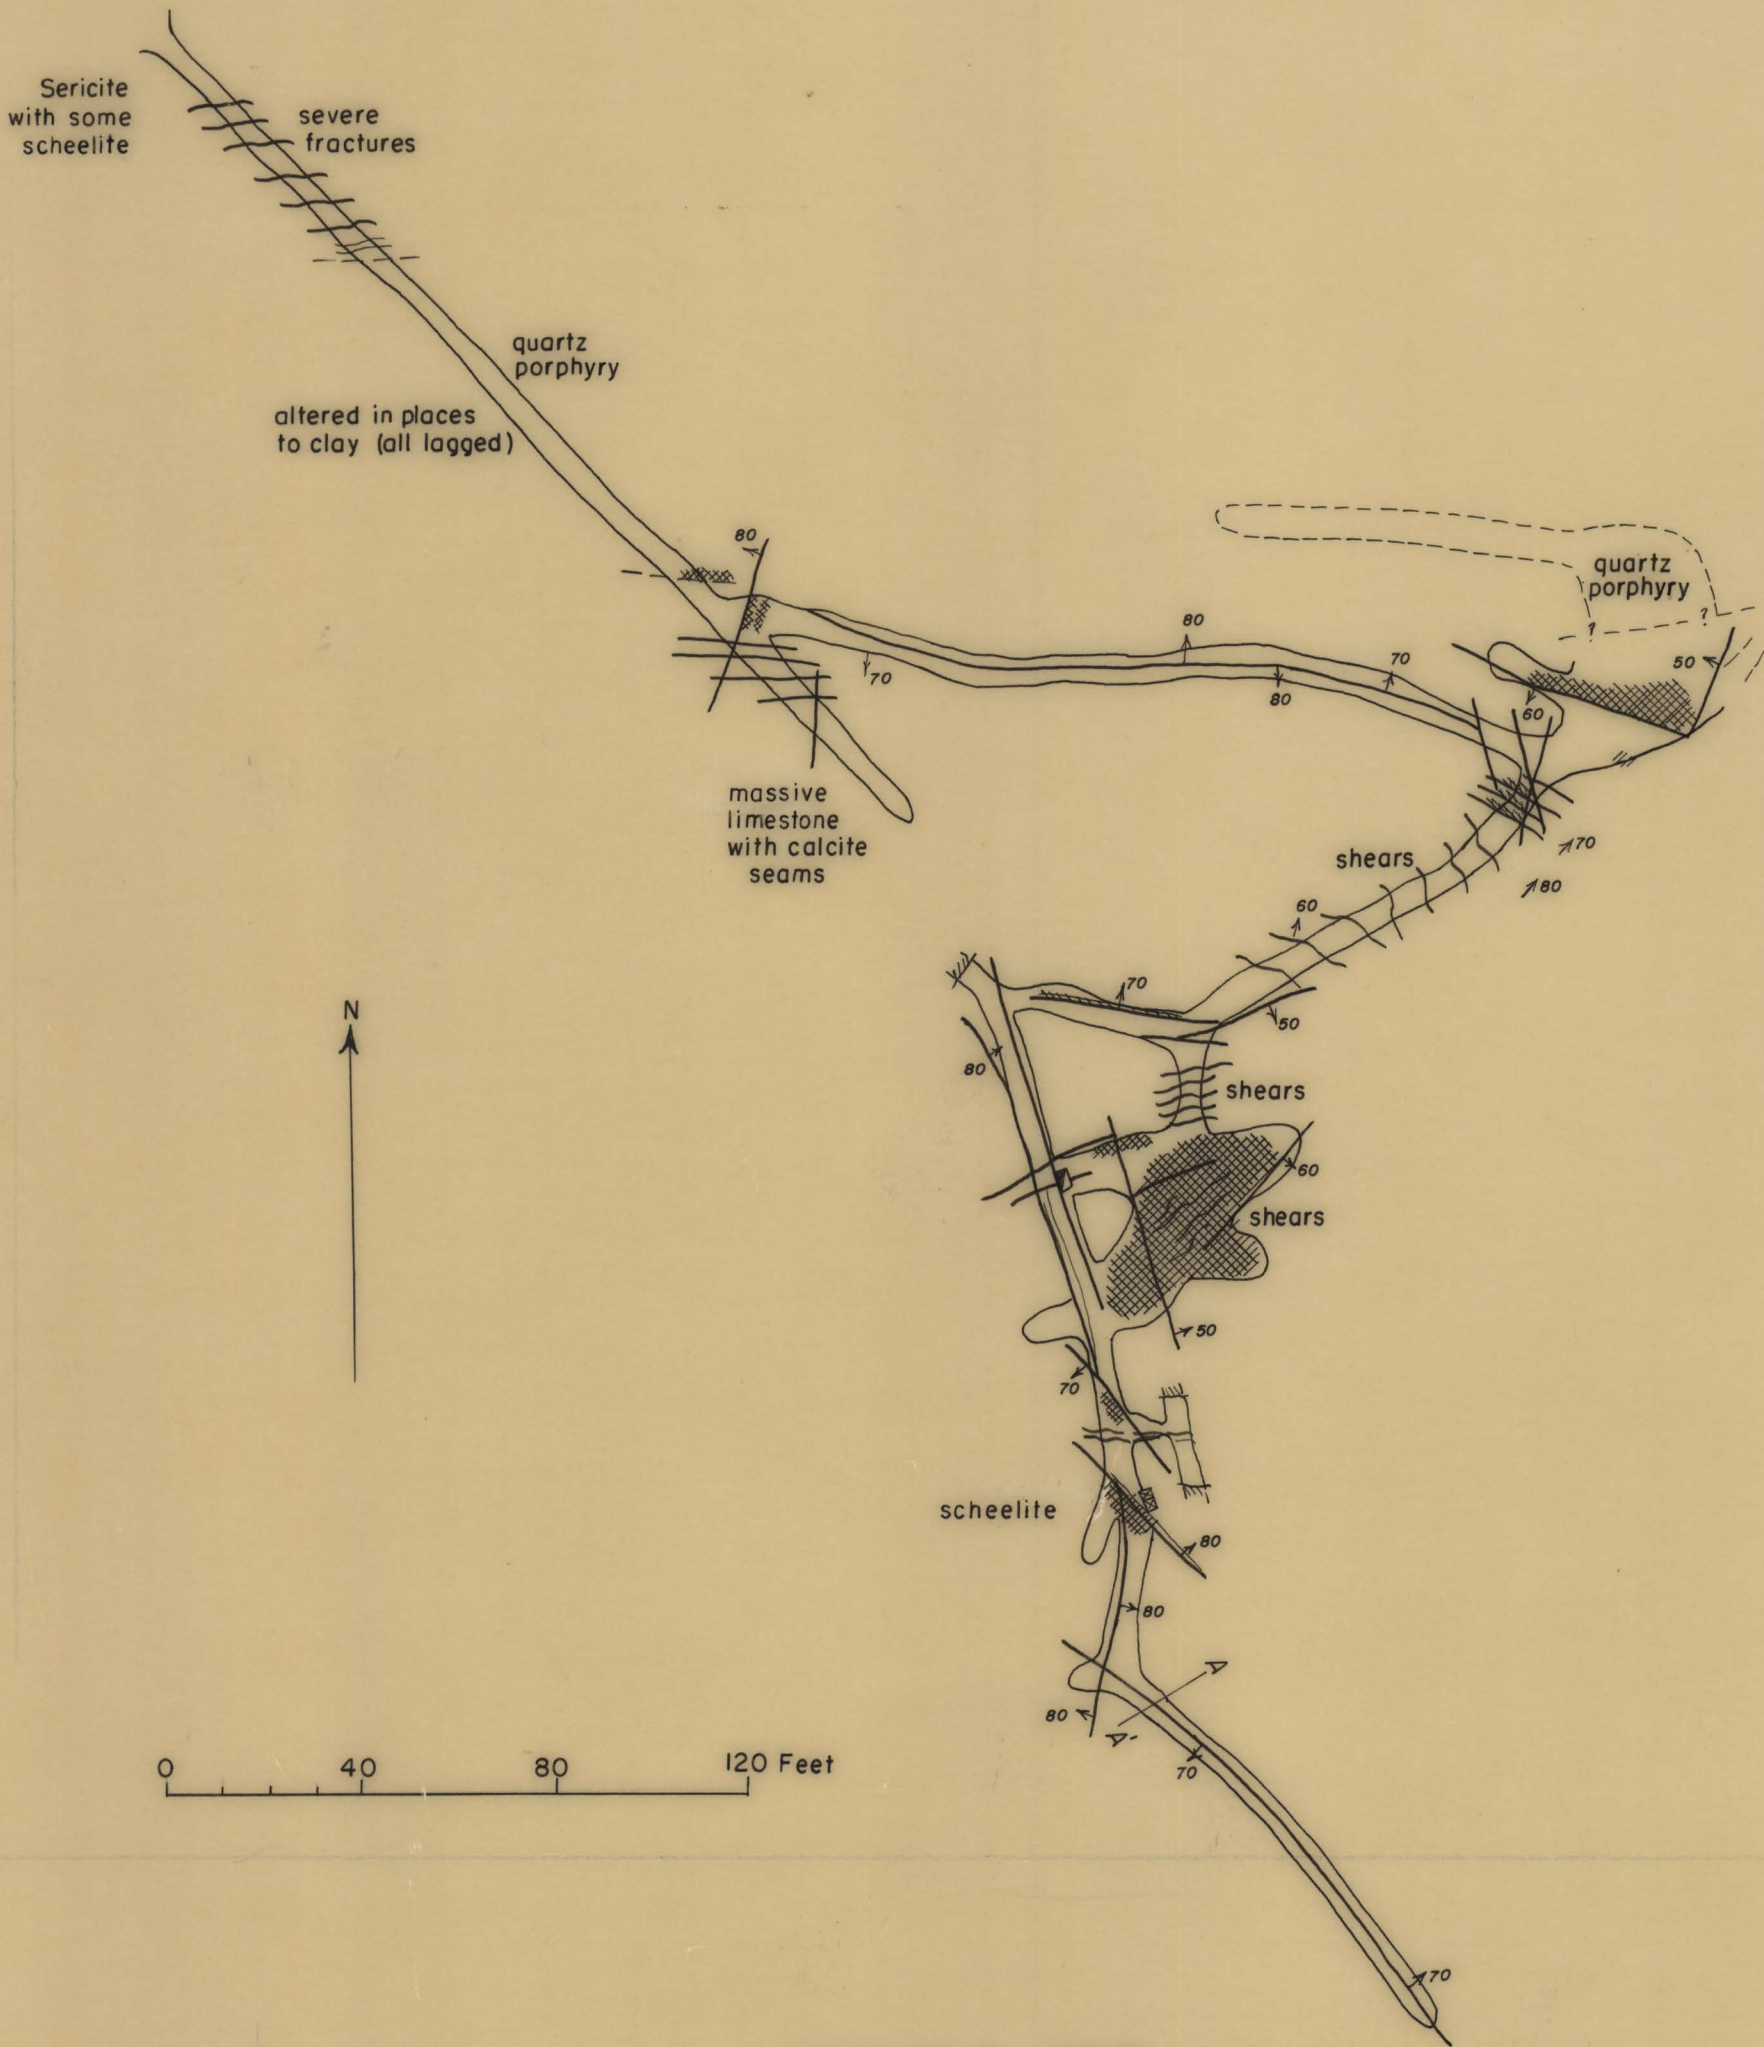 Sericite
with some
scheelite
severe
fractures
quartz
porphyry
altered in places
to clay (all lagged)
80
quartz
porphyry
?
?
80
70
50
70
80
60
massive
limestone
with calcite
seams
shears
70
80
60
N
70
50
80
shears
60
shears
50
70
scheelite
80
80
A
80
A'
70
0 40 80 120 Feet
70